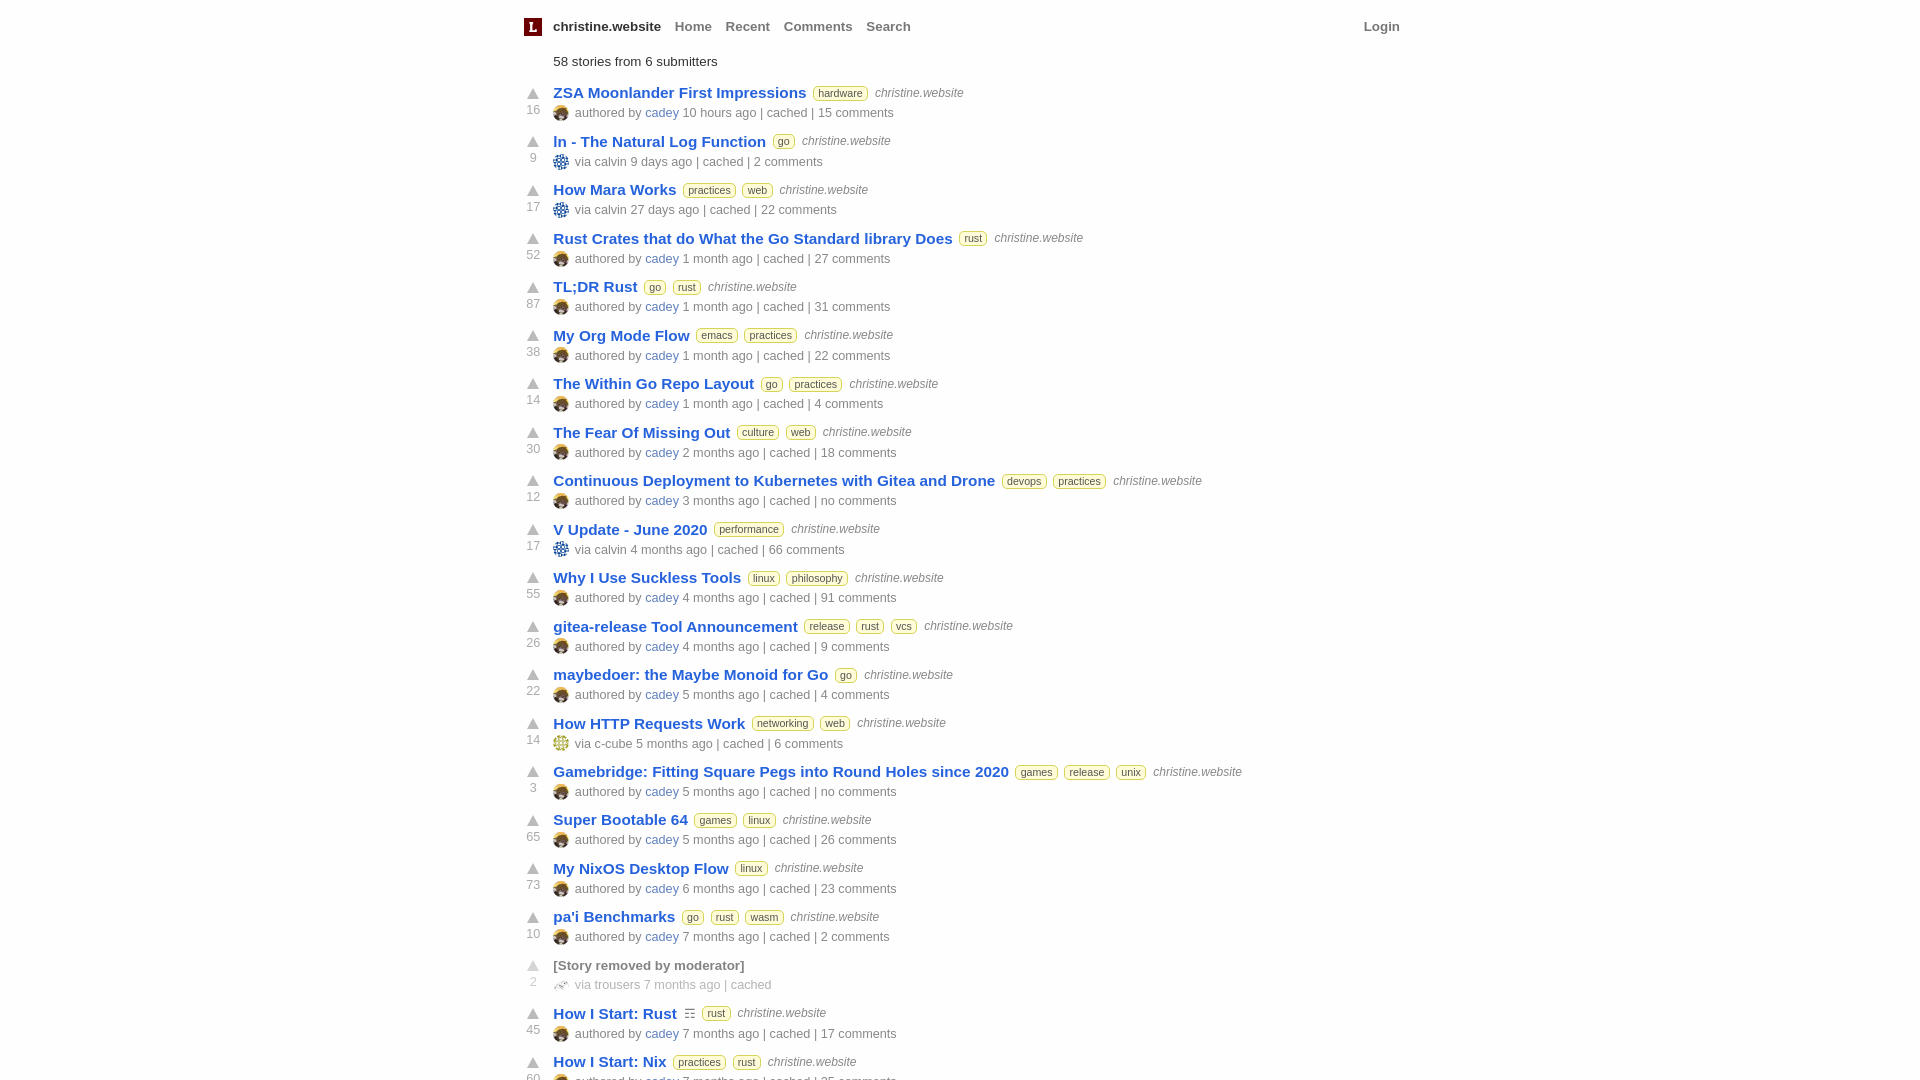 L christine.website Home Recent Comments Search Login
58 stories from 6 submitters
ZSA Moonlander First Impressions hardware christine.website
16 authored by cadey 10 hours ago | cached | 15 comments
ln - The Natural Log Function go christine.website
9 via calvin 9 days ago | cached | 2 comments
How Mara Works practices web christine.website
17 via calvin 27 days ago | cached | 22 comments
Rust Crates that do What the Go Standard library Does rust christine.website
52 authored by cadey 1 month ago | cached | 27 comments
TL;DR Rust go rust christine.website
87 authored by cadey 1 month ago | cached | 31 comments
My Org Mode Flow emacs practices christine.website
38 authored by cadey 1 month ago | cached | 22 comments
The Within Go Repo Layout go practices christine.website
14 authored by cadey 1 month ago | cached | 4 comments
The Fear Of Missing Out culture web christine.website
30 authored by cadey 2 months ago | cached | 18 comments
Continuous Deployment to Kubernetes with Gitea and Drone devops practices christine.website
12 authored by cadey 3 months ago | cached | no comments
V Update - June 2020 performance christine.website
17 via calvin 4 months ago | cached | 66 comments
Why I Use Suckless Tools linux philosophy christine.website
55 authored by cadey 4 months ago | cached | 91 comments
gitea-release Tool Announcement release rust vcs christine.website
26 authored by cadey 4 months ago | cached | 9 comments
maybedoer: the Maybe Monoid for Go go christine.website
22 authored by cadey 5 months ago | cached | 4 comments
How HTTP Requests Work networking web christine.website
14 via c-cube 5 months ago | cached | 6 comments
Gamebridge: Fitting Square Pegs into Round Holes since 2020 games release unix christine.website
3 authored by cadey 5 months ago | cached | no comments
Super Bootable 64 games linux christine.website
65 authored by cadey 5 months ago | cached | 26 comments
My NixOS Desktop Flow linux christine.website
73 authored by cadey 6 months ago | cached | 23 comments
pa'i Benchmarks go rust wasm christine.website
10 authored by cadey 7 months ago | cached | 2 comments
[Story removed by moderator]
2 via trousers 7 months ago | cached
How I Start: Rust ☶ rust christine.website
45 authored by cadey 7 months ago | cached | 17 comments
How I Start: Nix practices rust christine.website
60 authored by cadey 7 months ago | cached | 25 comments